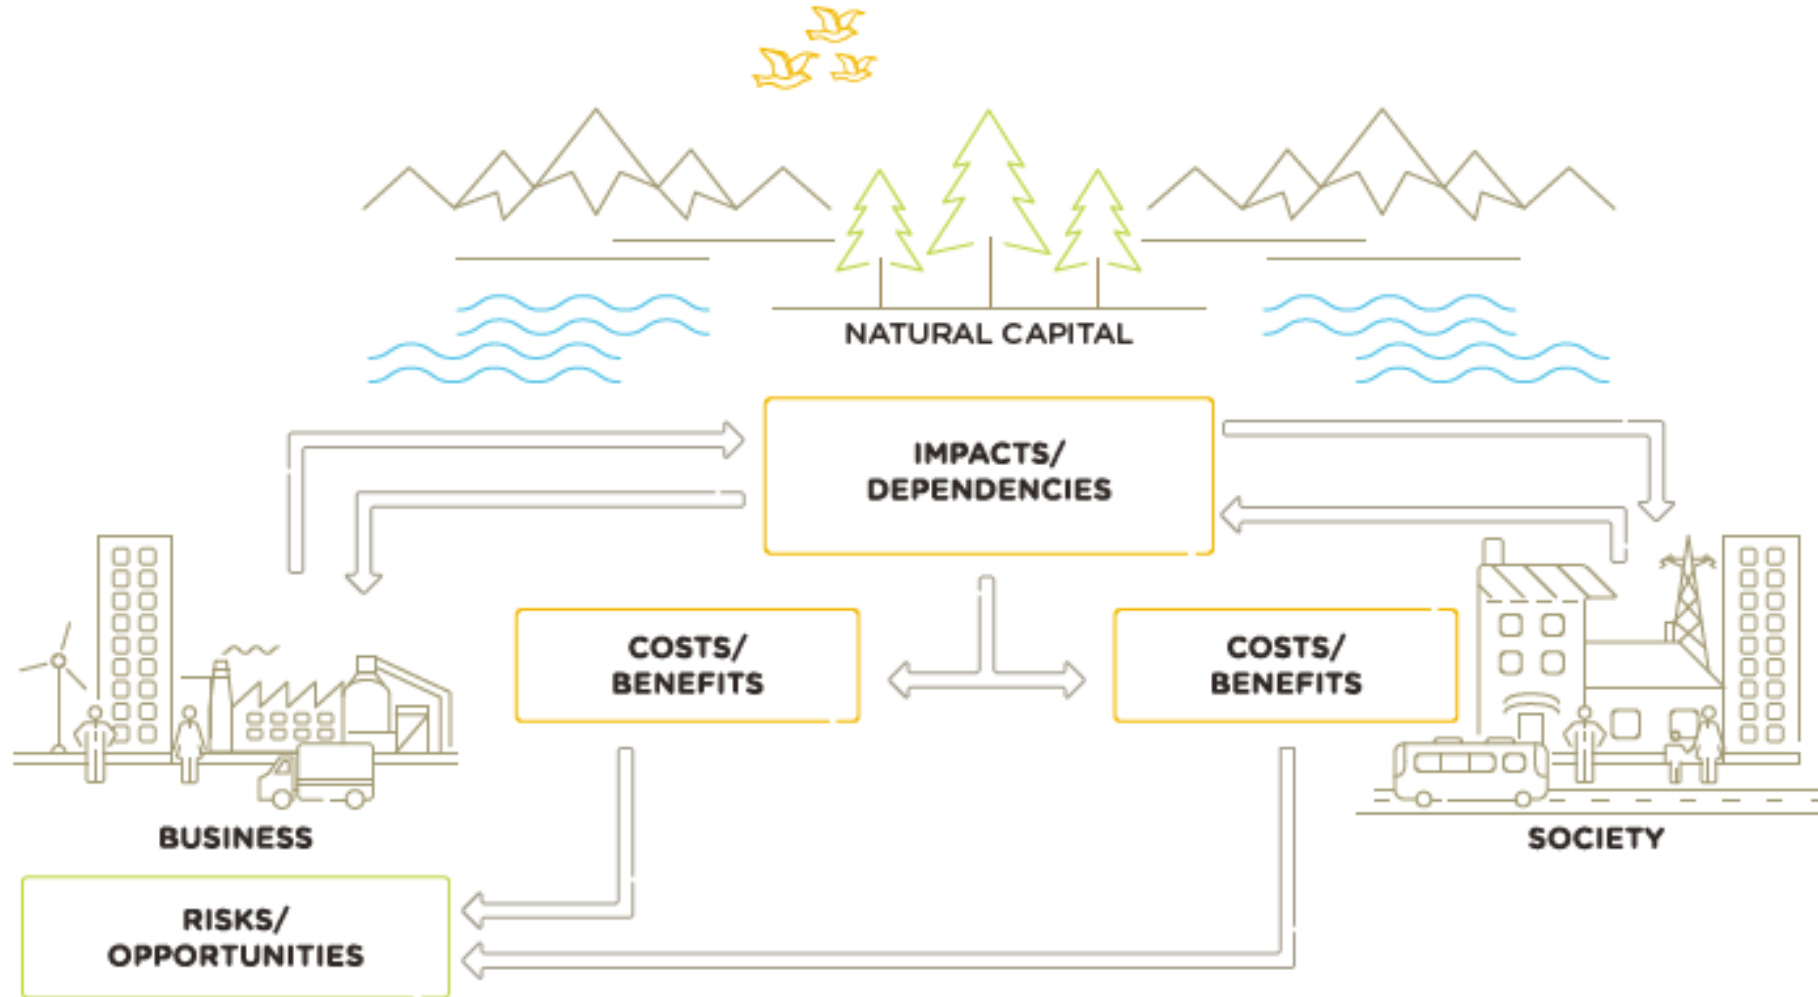 NATURAL CAPITAL
IMPACTS/
DEPENDENCIES
COSTS/
BENEFITS
COSTS/
BENEFITS
BUSINESS
SOCIETY
RISKS/
OPPORTUNITIES